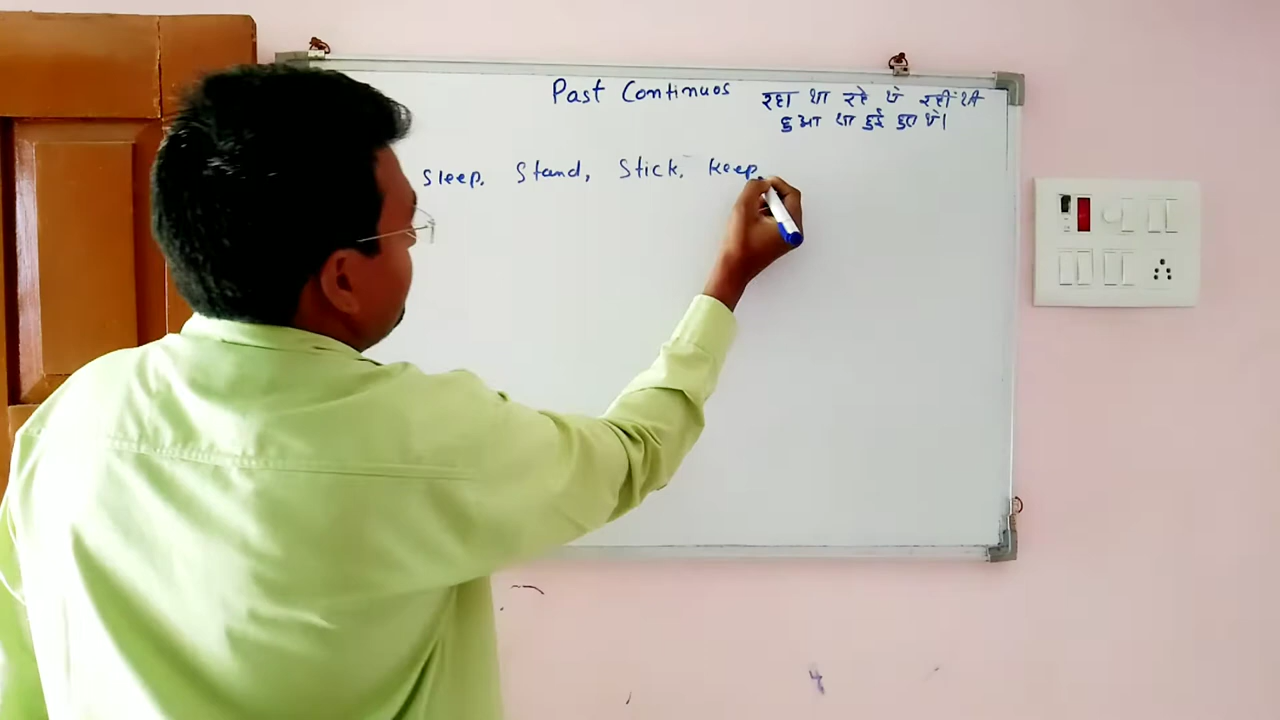 Past Continuos रहा था रहे थे रहीं थी
हुआ था हुई हुए थे।
Sleep, Stand, Stick, Keep,